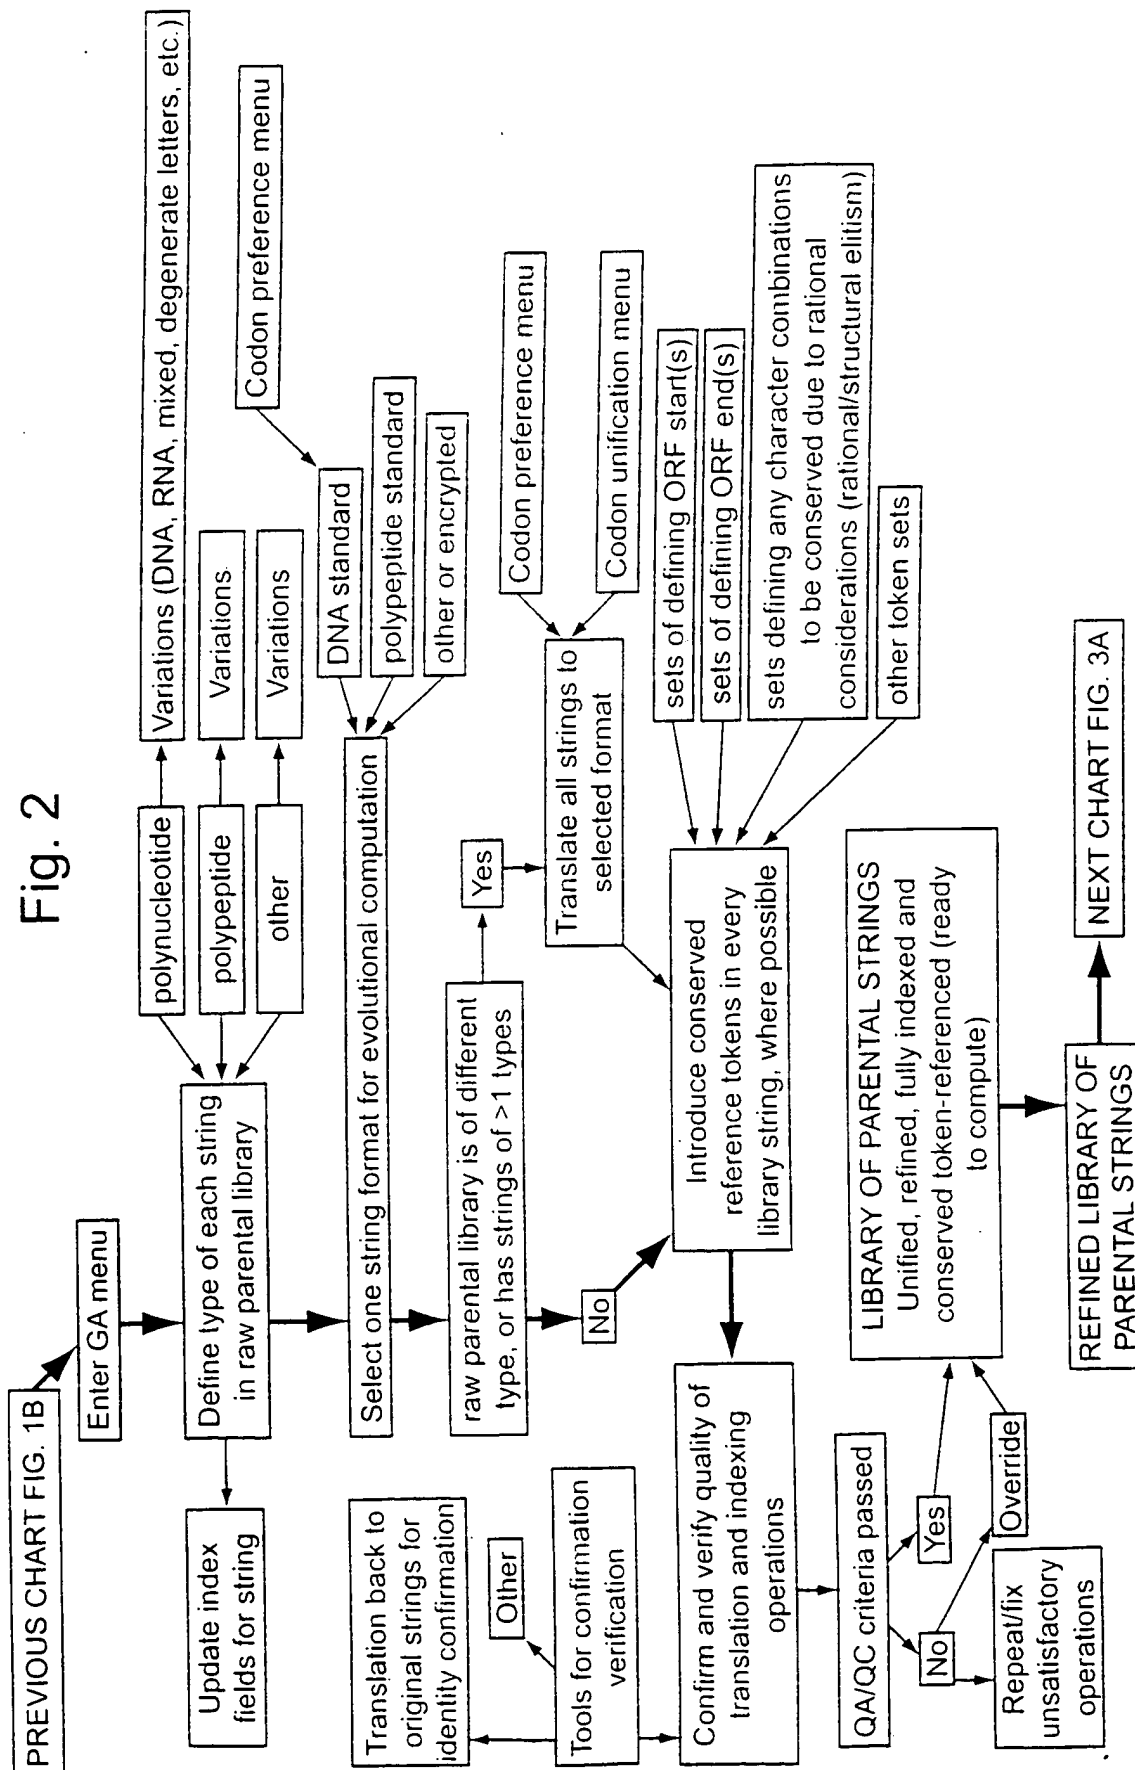 Fig. 2
PREVIOUS CHART FIG. 1B
Enter GA menu
Define type of each string
in raw parental library
Update index
fields for string
polynucleotide
polypeptide
other
Variations (DNA, RNA, mixed, degenerate letters, etc.)
Variations
Variations
Select one string format for evolutional computation
DNA standard
polypeptide standard
other or encrypted
Codon preference menu
raw parental library is of different
type, or has strings of >1 types
Yes
No
Translate all strings to
selected format
Codon preference menu
Codon unification menu
Introduce conserved
reference tokens in every
library string, where possible
sets of defining ORF start(s)
sets of defining ORF end(s)
sets defining any character combinations
to be conserved due to rational
considerations (rational/structural elitism)
other token sets
Translation back to
original strings for
identity confirmation
Other
Tools for confirmation
verification
Confirm and verify quality of
translation and indexing
operations
QA/QC criteria passed
Yes
No
Override
Repeat/fix
unsatisfactory
operations
LIBRARY OF PARENTAL STRINGS
Unified, refined, fully indexed and
conserved token-referenced (ready
to compute)
REFINED LIBRARY OF
PARENTAL STRINGS
NEXT CHART FIG. 3A